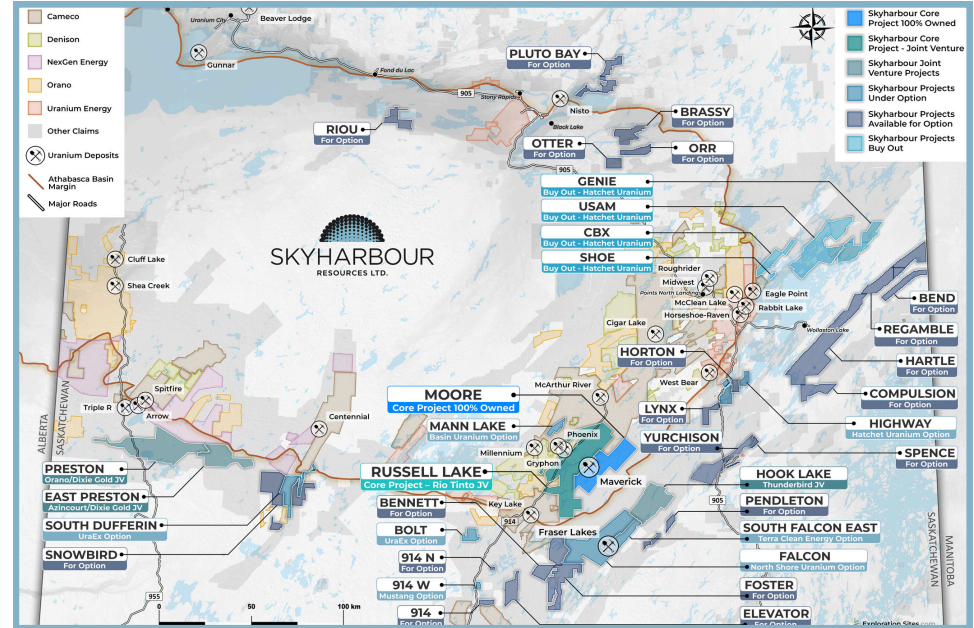 Cameco
Denison
NexGen Energy
Orano
Uranium Energy
Other Claims
Uranium Deposits
Athabasca Basin
Margin
Major Roads
Skyharbour Core
Project 100% Owned
Skyharbour Core
Project - Joint Venture
Skyharbour Joint
Venture Projects
Skyharbour Projects
Under Option
Skyharbour Projects
Available for Option
Skyharbour Projects
Buy Out
Uranium City
Beaver Lodge
Gunnar
Fond du Lac
905
Stony Rapids
PLUTO BAY
For Option
Nisto
Black Lake
RIOU
For Option
BRASSY
For Option
OTTER
For Option
ORR
For Option
905
GENIE
Buy Out - Hatchet Uranium
USAM
Buy Out - Hatchet Uranium
CBX
Buy Out - Hatchet Uranium
SHOE
Buy Out - Hatchet Uranium
SKYHARBOUR
RESOURCES LTD.
Cluff Lake
Shea Creek
Roughrider
Midwest
Points North Landing
McClean Lake
Horseshoe-Raven
Eagle Point
Rabbit Lake
Cigar Lake
Wollaston Lake
BEND
For Option
REGAMBLE
For Option
HARTLE
For Option
COMPULSION
For Option
HORTON
For Option
West Bear
McArthur River
LYNX
For Option
HIGHWAY
Hatchet Uranium Option
SPENCE
For Option
YURCHISON
For Option
MOORE
Core Project 100% Owned
MANN LAKE
Basin Uranium Option
Phoenix
Millennium
Gryphon
RUSSELL LAKE
Core Project – Rio Tinto JV
Maverick
ALBERTA
SASKATCHEWAN
Spitfire
Triple R
Arrow
Centennial
PRESTON
Orano/Dixie Gold JV
EAST PRESTON
Azincourt/Dixie Gold JV
SOUTH DUFFERIN
UraEx Option
SNOWBIRD
For Option
BENNETT
For Option
Key Lake
914
BOLT
UraEx Option
Fraser Lakes
914 N
For Option
914 W
Mustang Option
914
For Option
HOOK LAKE
Thunderbird JV
905
PENDLETON
For Option
SOUTH FALCON EAST
Terra Clean Energy Option
FALCON
North Shore Uranium Option
FOSTER
For Option
ELEVATOR
For Option
SASKATCHEWAN
MANITOBA
955
0
50
100 km
Exploration Sites.com